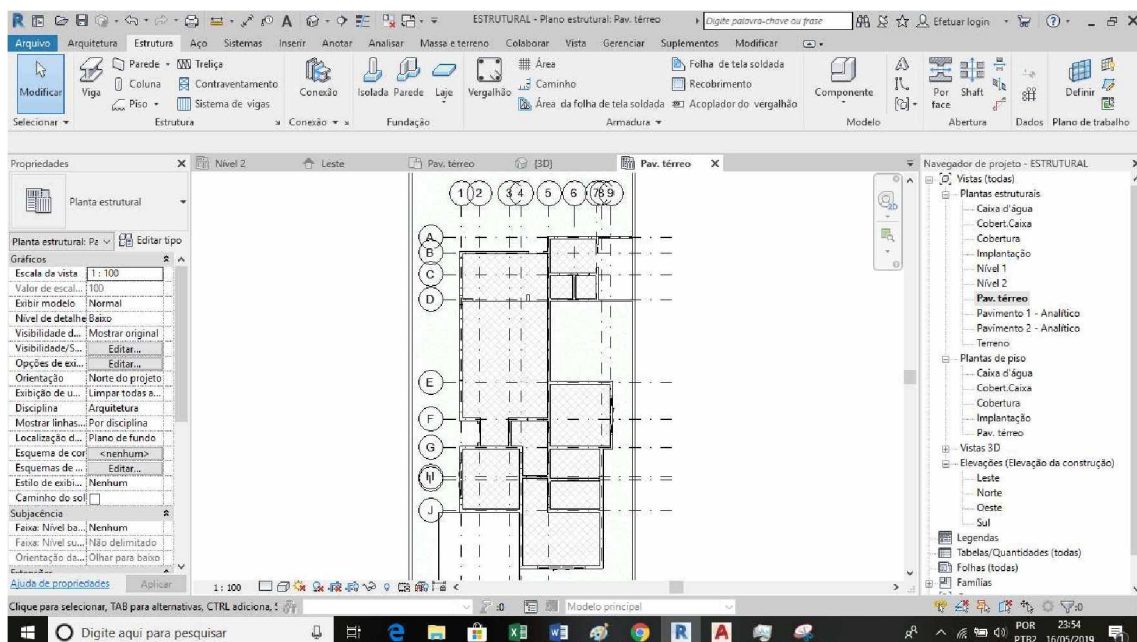 ESTRUTURAL - Plano estrutural: Pav. térreo
Digite palavra-chave ou frase
Efetuar login
Arquivo Arquitetura Estrutura Aço Sistemas Inserir Anotar Analisar Massa e terreno Colaborar Vista Gerenciar Suplementos Modificar
Modificar
Viga
Parede
Coluna
Piso
Treliça
Contraventamento
Sistema de vigas
Conexão
Isolada Parede Laje
Vergalhão
Área
Caminho
Área da folha de tela soldada
Folha de tela soldada
Recobrimento
Acoplador do vergalhão
Componente
Por face
Shaft
Definir
Selecionar Estrutura Conexão Fundação Armadura Modelo Abertura Dados Plano de trabalho
Propriedades
Nível 2
Leste
Pav. térreo
{3D}
Pav. térreo X
Navegador de projeto - ESTRUTURAL
Planta estrutural
Planta estrutural: Pa
Editar tipo
Gráficos
Escala da vista 1 : 100
Valor de escal... 100
Exibir modelo Normal
Nível de detalhe Baixo
Visibilidade d... Mostrar original
Visibilidade/S... Editar...
Opções de exi... Editar...
Orientação Norte do projeto
Exibição de u... Limpar todas a...
Disciplina Arquitetura
Mostrar linhas... Por disciplina
Localização d... Plano de fundo
Esquema de cor <nenhum>
Esquemas de ... Editar...
Estilo de exibi... Nenhum
Caminho do sol
Subjacência
Faixa: Nível ba... Nenhum
Faixa: Nível su... Não delimitado
Orientação da... Olhar para baixo
Ajuda de propriedades
Aplicar
1 2 3 4 5 6 7 8 9
A
B
C
D
E
F
G
J
Vistas (todas)
Plantas estruturais
Caixa d'água
Cobert.Caixa
Cobertura
Implantação
Nível 1
Nível 2
Pav. térreo
Pavimento 1 - Analítico
Pavimento 2 - Analítico
Terreno
Plantas de piso
Caixa d'água
Cobert.Caixa
Cobertura
Implantação
Pav. térreo
Vistas 3D
Elevações (Elevação da construção)
Leste
Norte
Oeste
Sul
Legendas
Tabelas/Quantidades (todas)
Folhas (todas)
Famílias
1 : 100
Clique para selecionar, TAB para alternativas, CTRL adiciona, S
:0
Modelo principal
:0
Digite aqui para pesquisar
POR
PTB2
23:54
16/05/2019